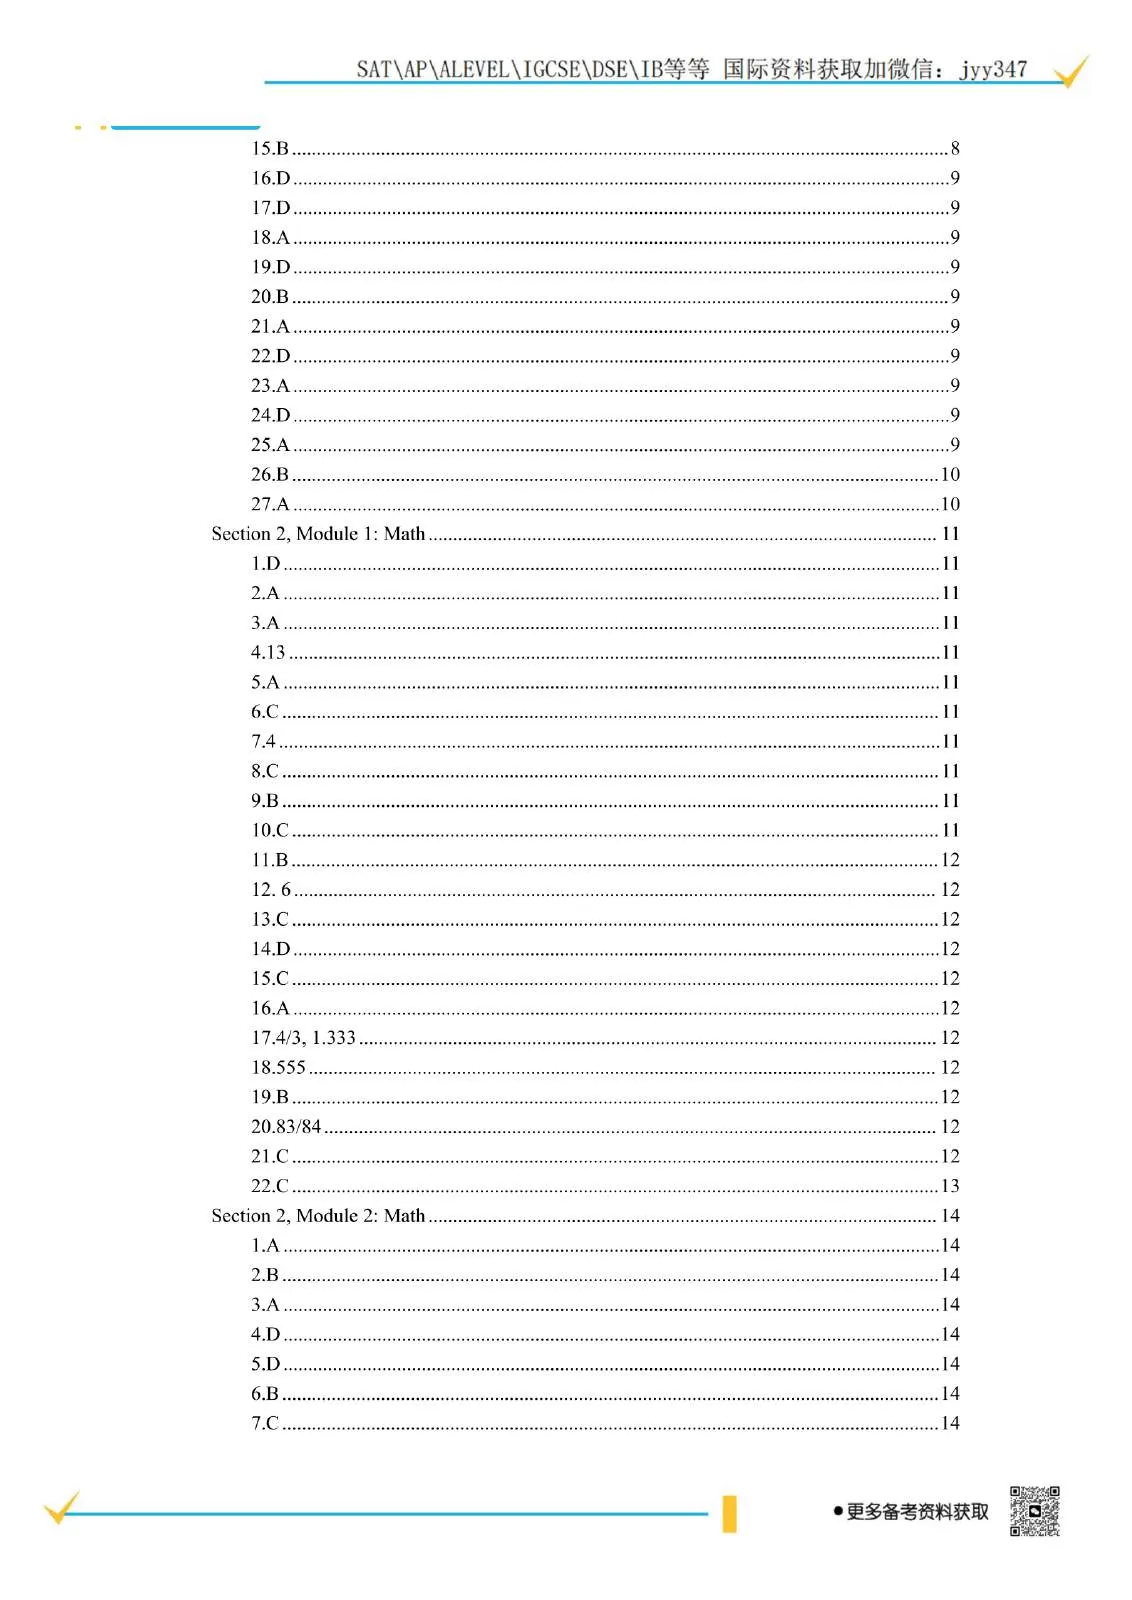 SAT\AP\ALEVEL\IGCSE\DSE\IB等等 国际资料获取加微信：jyy347
15.B........8
16.D........9
17.D........9
18.A........9
19.D........9
20.B........9
21.A........9
22.D........9
23.A........9
24.D........9
25.A........9
26.B........10
27.A........10
Section 2, Module 1: Math........11
1.D........11
2.A........11
3.A........11
4.13........11
5.A........11
6.C........11
7.4........11
8.C........11
9.B........11
10.C........11
11.B........12
12. 6........12
13.C........12
14.D........12
15.C........12
16.A........12
17.4/3, 1.333........12
18.555........12
19.B........12
20.83/84........12
21.C........12
22.C........13
Section 2, Module 2: Math........14
1.A........14
2.B........14
3.A........14
4.D........14
5.D........14
6.B........14
7.C........14
●更多备考资料获取